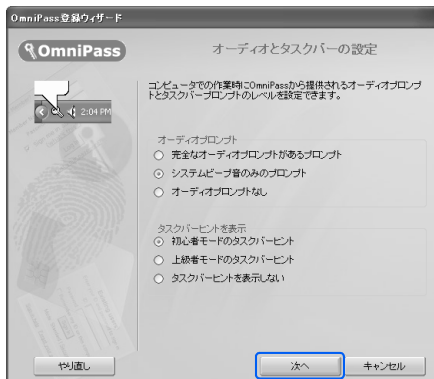 OmniPass登録ウィザード
OmniPass
オーディオとタスクバーの設定
2:04 PM
コンピュータでの作業時にOmniPassから提供されるオーディオプロンプ
トとタスクバープロンプトのレベルを設定できます。
オーディオプロンプト
完全なオーディオプロンプトがあるプロンプト
システムビープ音のみのプロンプト
オーディオプロンプトなし
タスクバーヒントを表示
初心者モードのタスクバーヒント
上級者モードのタスクバーヒント
タスクバーヒントを表示しない
やり直し
次へ
キャンセル